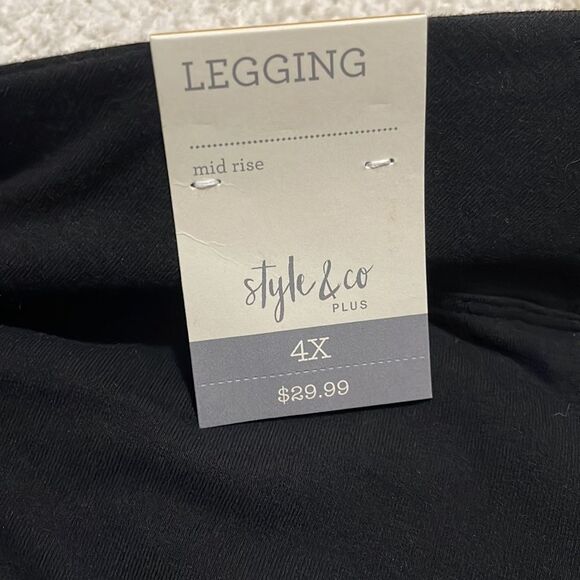 LEGGING
mid rise
style & co
PLUS
4X
$29.99